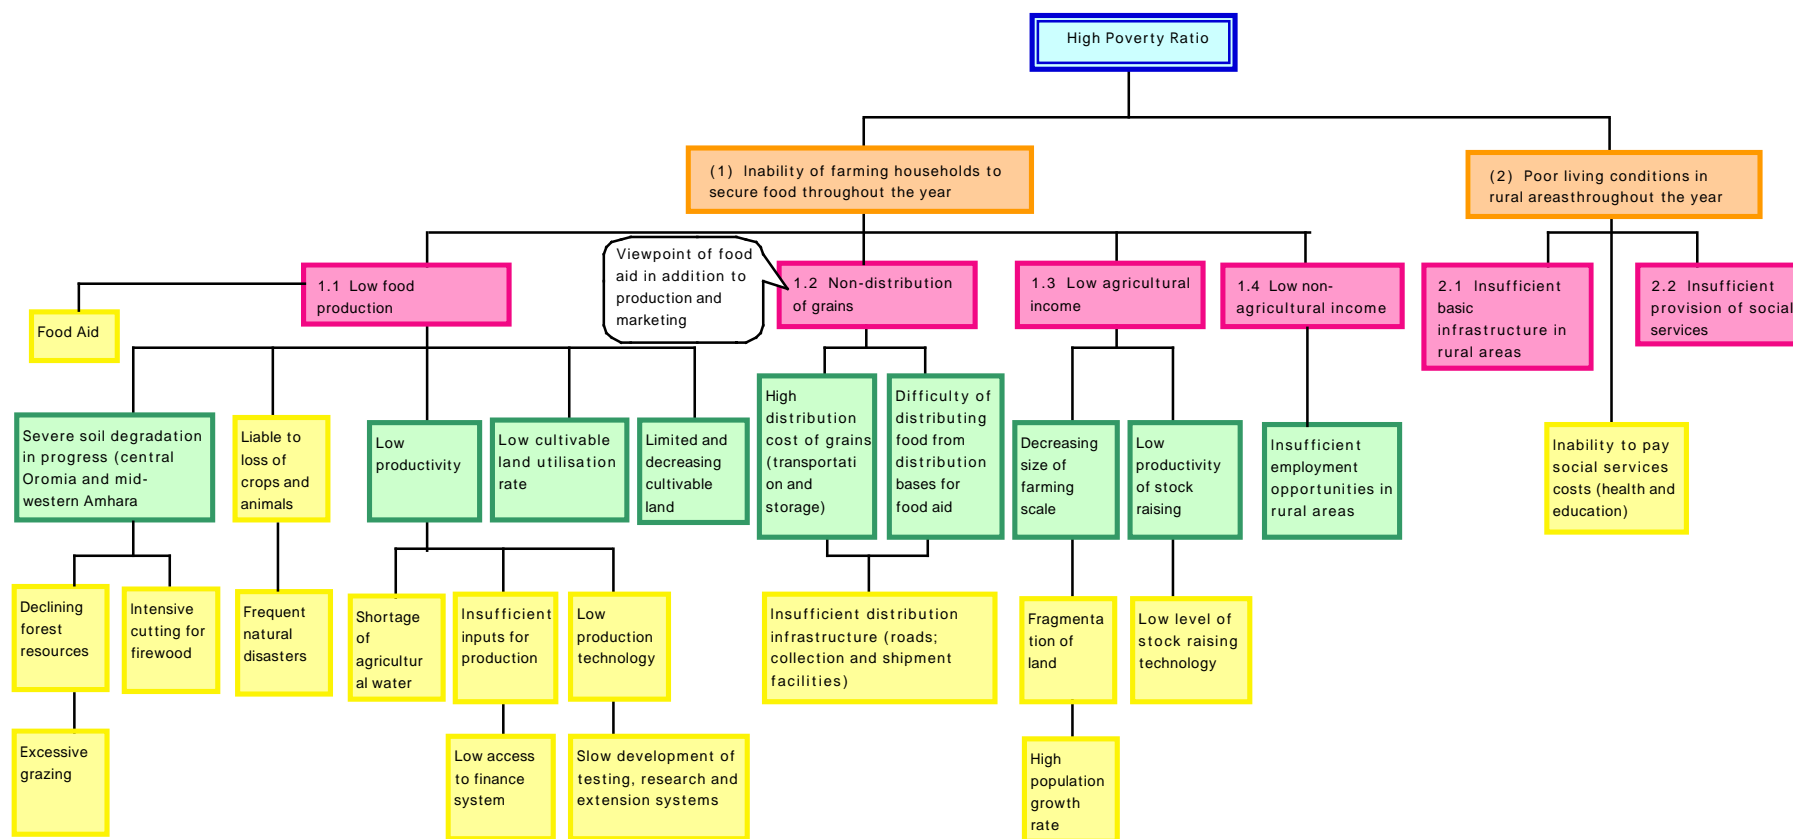 High Poverty Ratio
(1) Inability of farming households to
secure food throughout the year
(2) Poor living conditions in
rural areasthroughout the year
Viewpoint of food
aid in addition to
production and
marketing
1.1 Low food
production
1.2 Non-distribution
of grains
1.3 Low agricultural
income
1.4 Low non-
agricultural income
2.1 Insufficient
basic
infrastructure in
rural areas
2.2 Insufficient
provision of social
services
Food Aid
Severe soil degradation
in progress (central
Oromia and mid-
western Amhara
Liable to
loss of
crops and
animals
Low
productivity
Low cultivable
land utilisation
rate
Limited and
decreasing
cultivable
land
High
distribution
cost of grains
(transportati
on and
storage)
Difficulty of
distributing
food from
distribution
bases for
food aid
Decreasing
size of
farming
scale
Low
productivity
of stock
raising
Insufficient
employment
opportunities in
rural areas
Inability to pay
social services
costs (health and
education)
Declining
forest
resources
Intensive
cutting for
firewood
Frequent
natural
disasters
Shortage
of
agricultur
al water
Insufficient
inputs for
production
Low
production
technology
Insufficient distribution
infrastructure (roads;
collection and shipment
facilities)
Fragmenta
tion of
land
Low level of
stock raising
technology
Excessive
grazing
Low access
to finance
system
Slow development of
testing, research and
extension systems
High
population
growth
rate